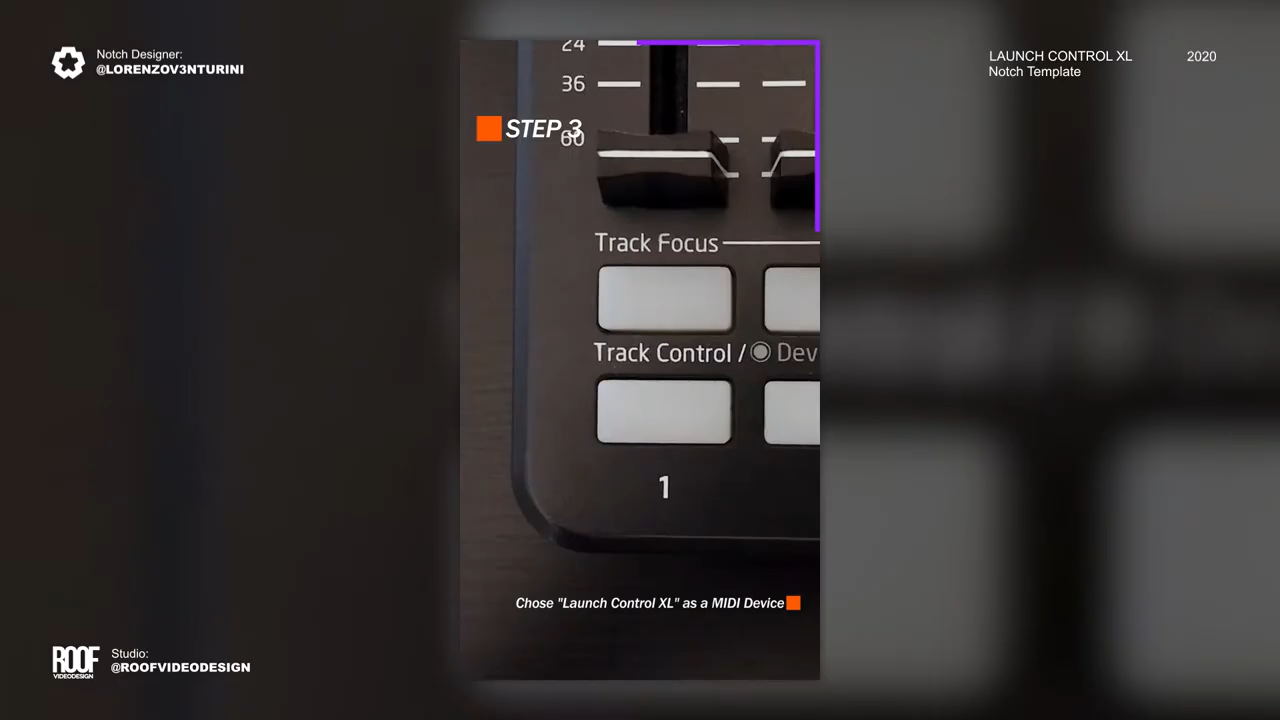 Notch Designer:
@LORENZOV3NTURINI
LAUNCH CONTROL XL
Notch Template
2020
24
36
STEP 3
60
Track Focus
Track Control / Dev
1
Chose "Launch Control XL" as a MIDI Device
ROOF
VIDEODESIGN
Studio:
@ROOFVIDEODESIGN